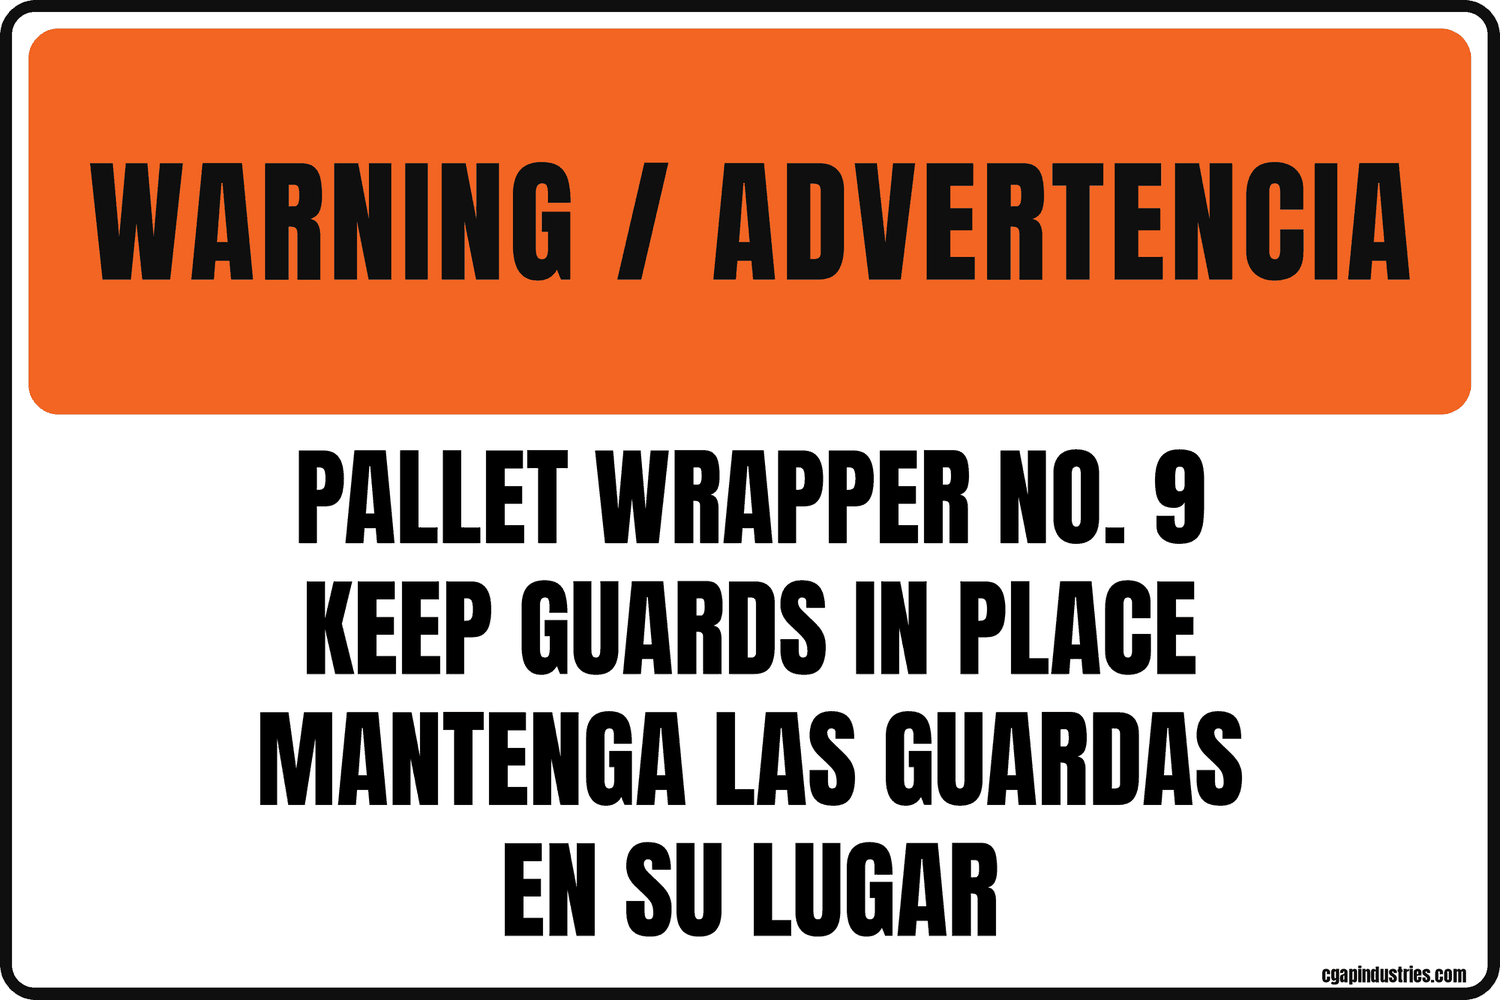 WARNING / ADVERTENCIA
PALLET WRAPPER NO. 9
KEEP GUARDS IN PLACE
MANTENGA LAS GUARDAS
EN SU LUGAR
cgapindustries.com